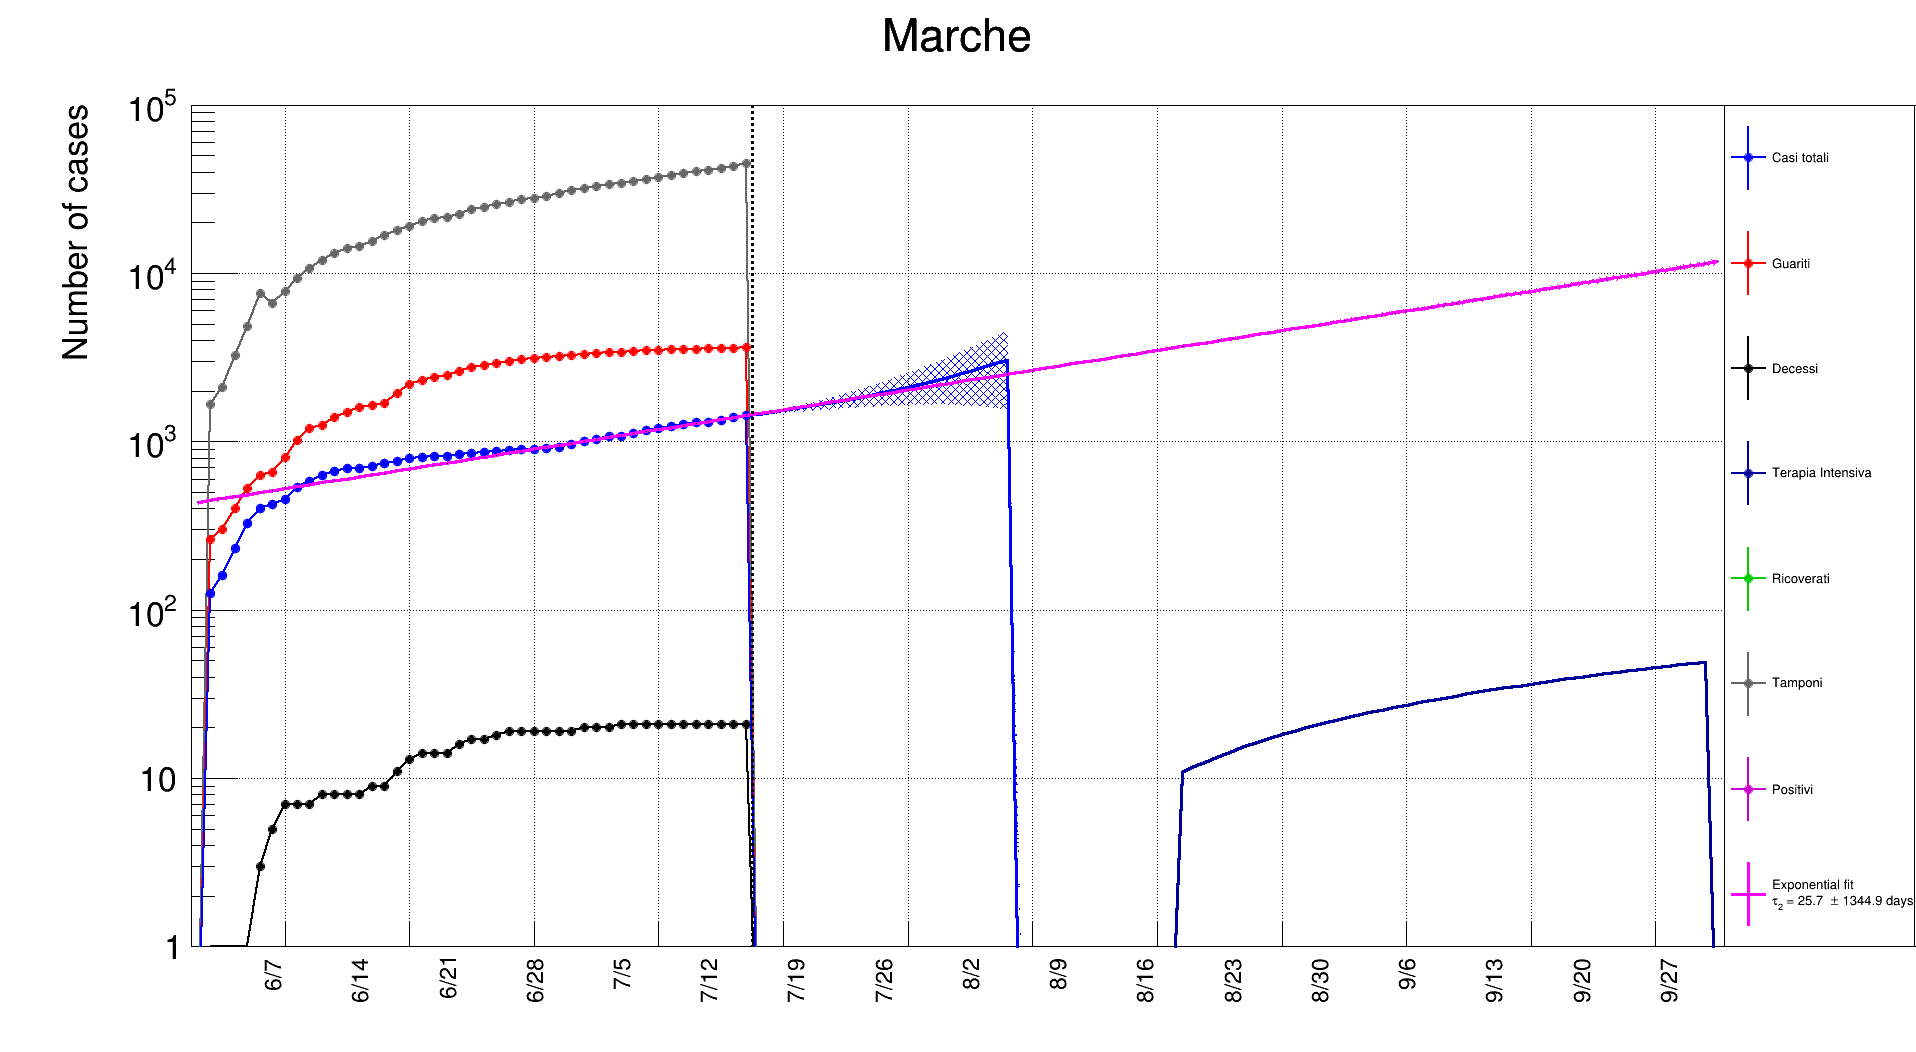 Marche
Number of cases
10^5
10^4
10^3
10^2
10
1
6/7
6/14
6/21
6/28
7/5
7/12
7/19
7/26
8/2
8/9
8/16
8/23
8/30
9/6
9/13
9/20
9/27
Casi totali
Guariti
Decessi
Terapia Intensiva
Ricoverati
Tamponi
Positivi
Exponential fit
τ_2 = 25.7 ± 1344.9 days